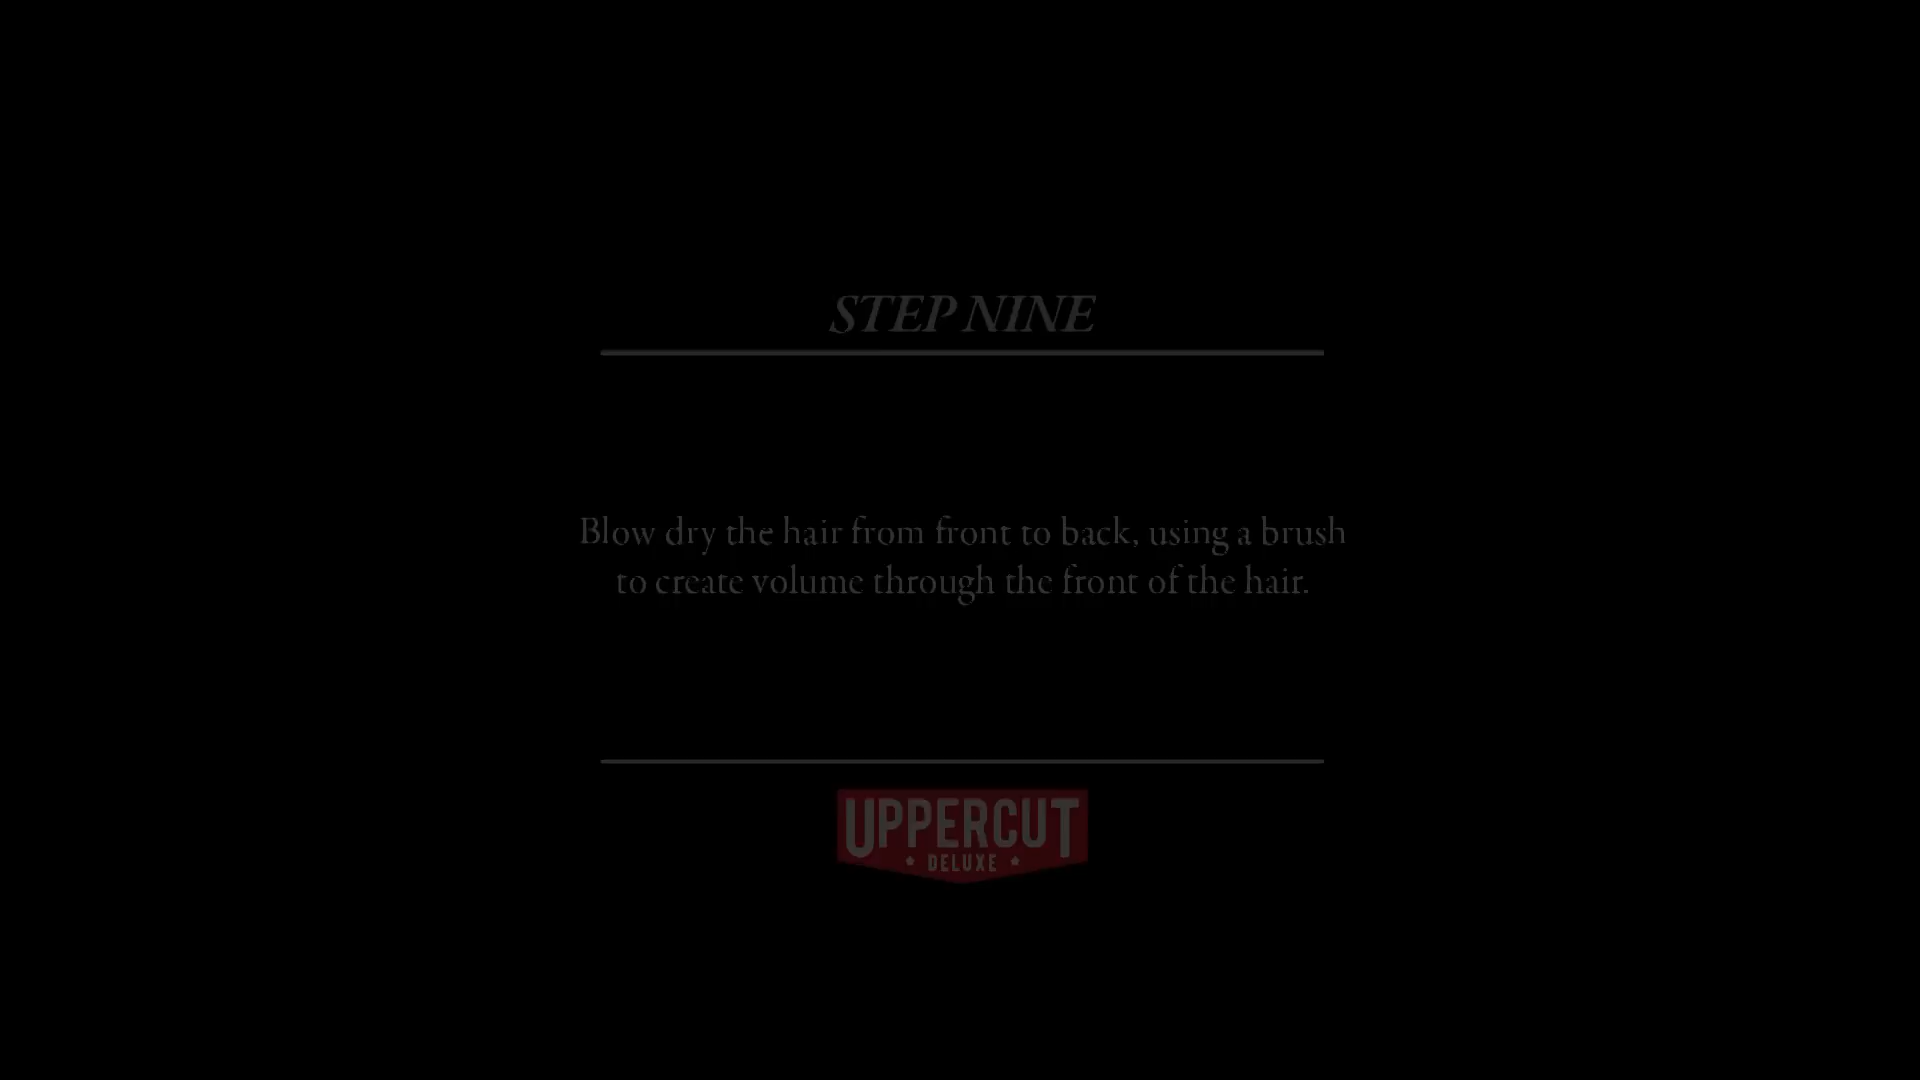 STEP NINE
Blow dry the hair from front to back, using a brush
to create volume through the front of the hair.
UPPERCUT
DELUXE